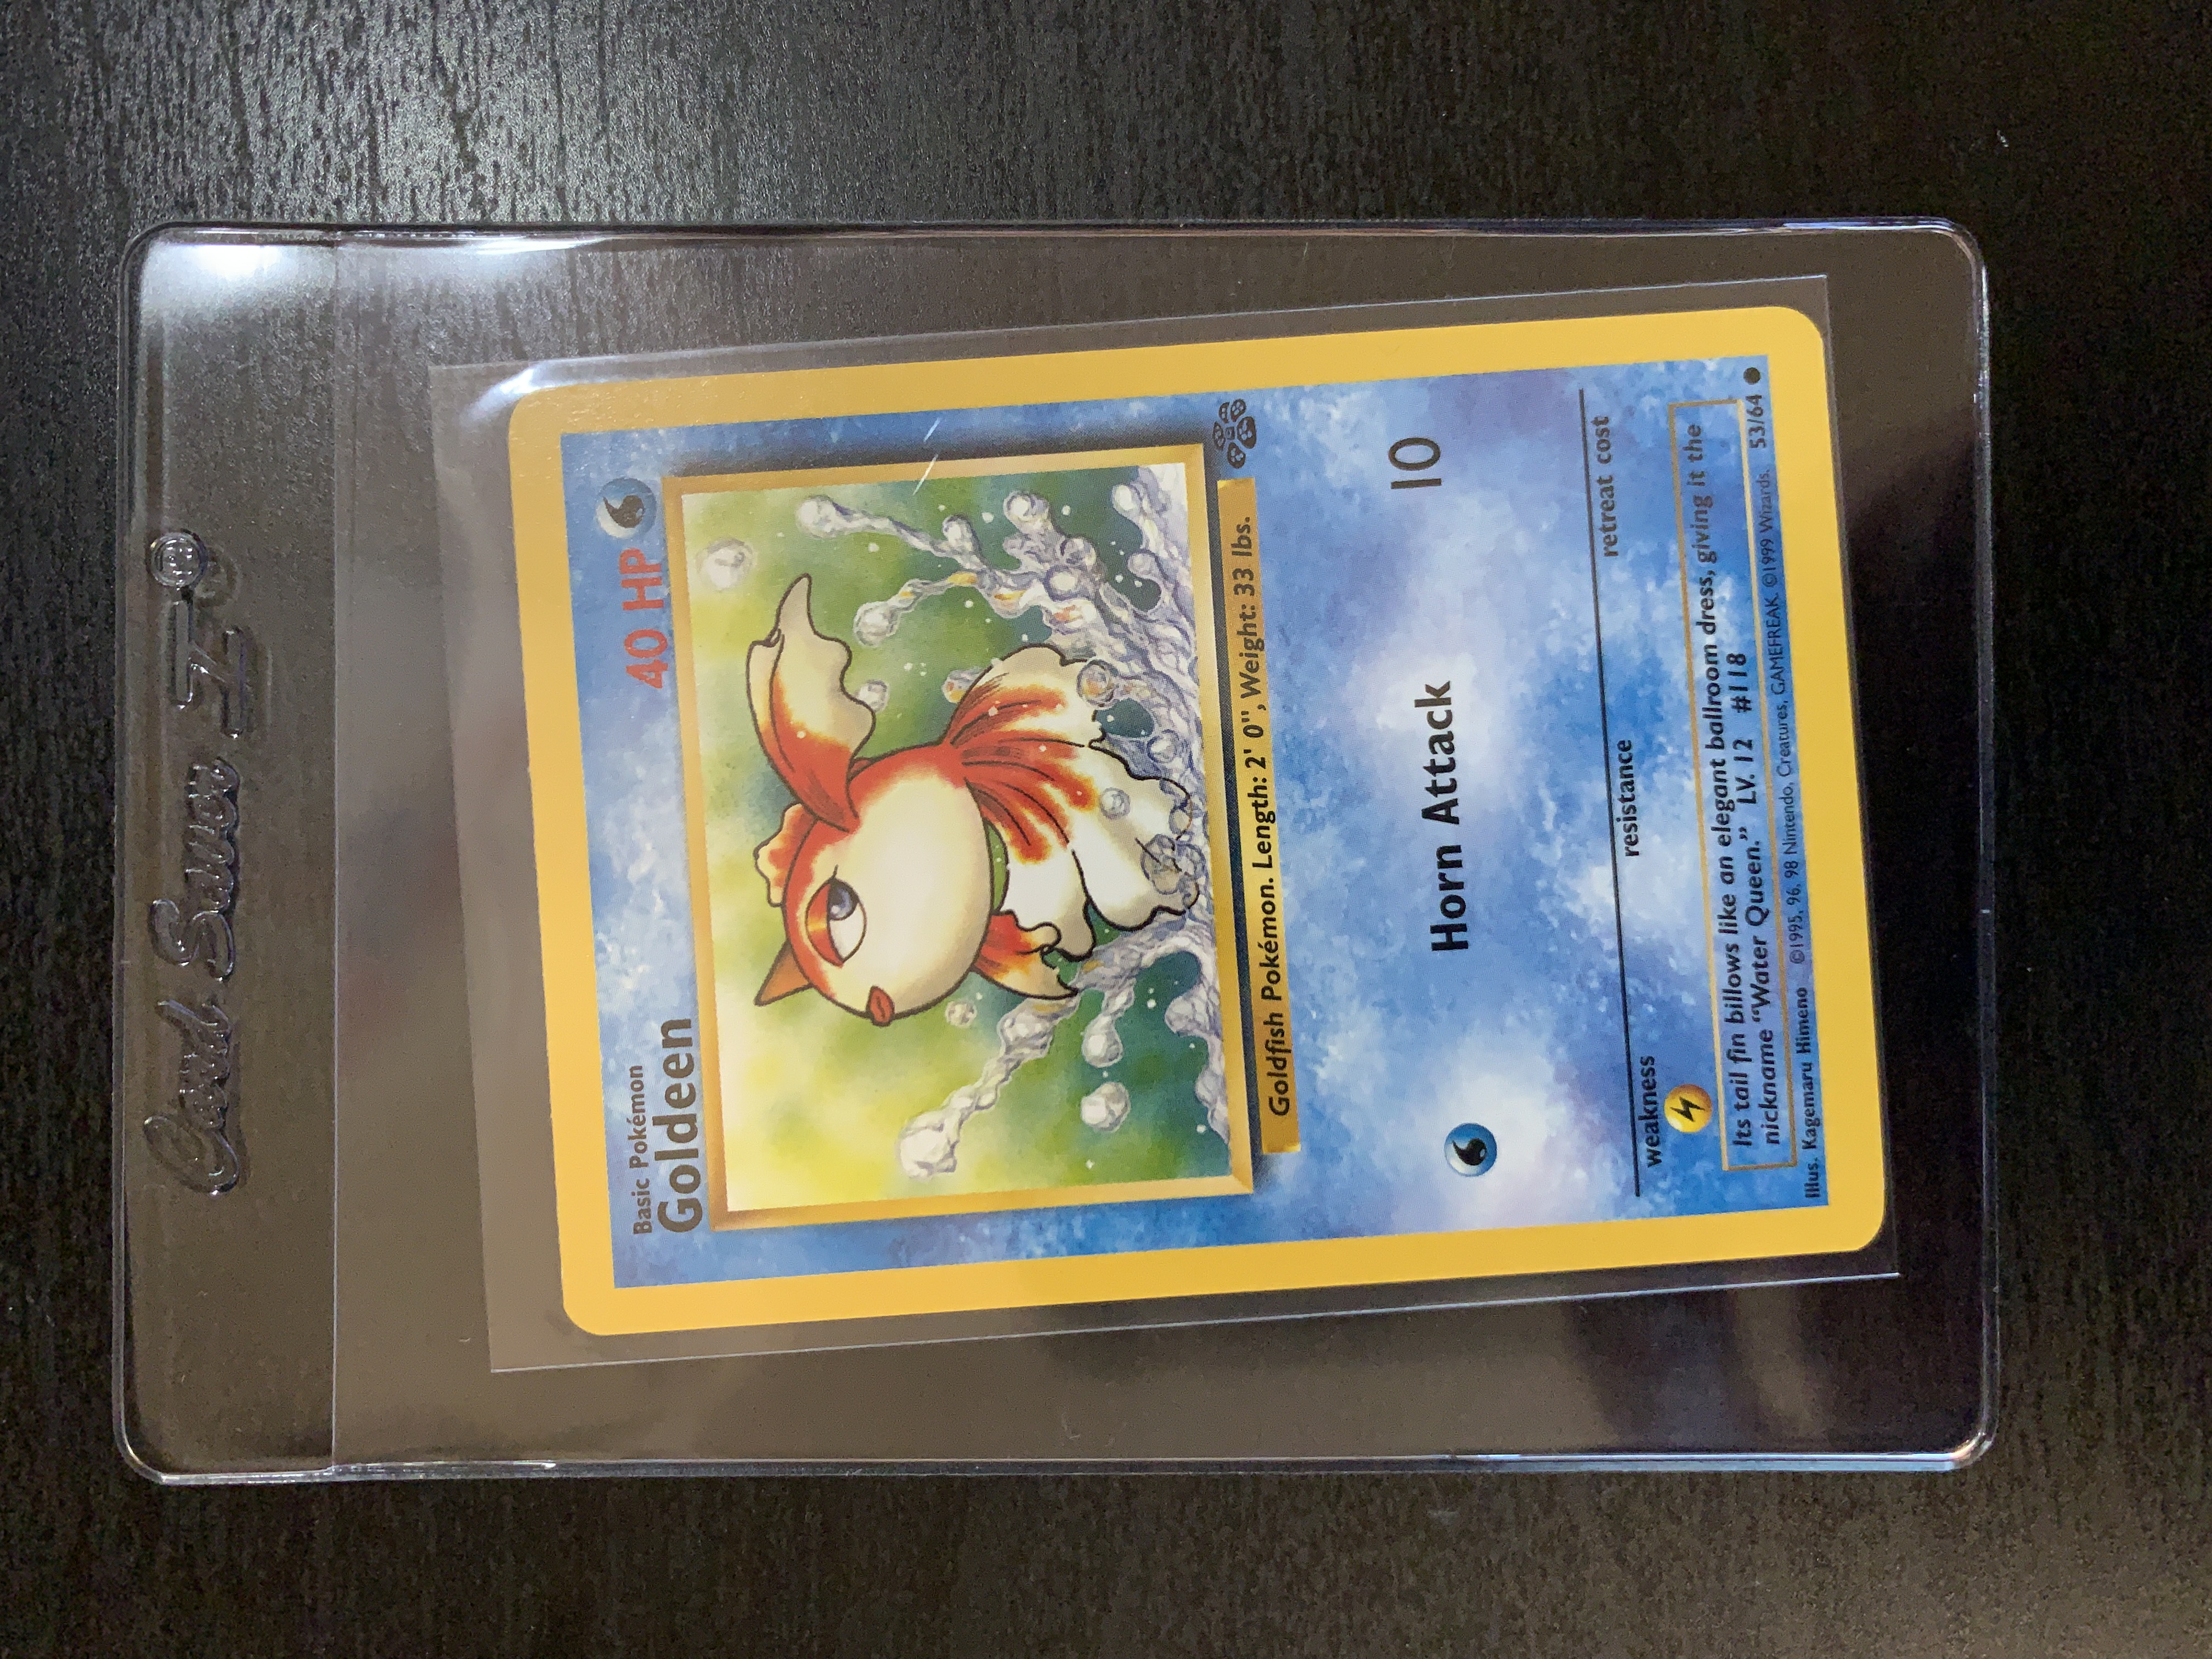 Card Saver I®
Basic Pokémon
Goldeen
40 HP
Goldfish Pokémon. Length: 2' 0", Weight: 33 lbs.
Horn Attack 10
weakness resistance retreat cost
Its tail fin billows like an elegant ballroom dress, giving it the
nickname “Water Queen.” LV. 12 #118
Illus. Kagemaru Himeno ©1995, 96, 98 Nintendo, Creatures, GAMEFREAK. ©1999 Wizards. 53/64 ●